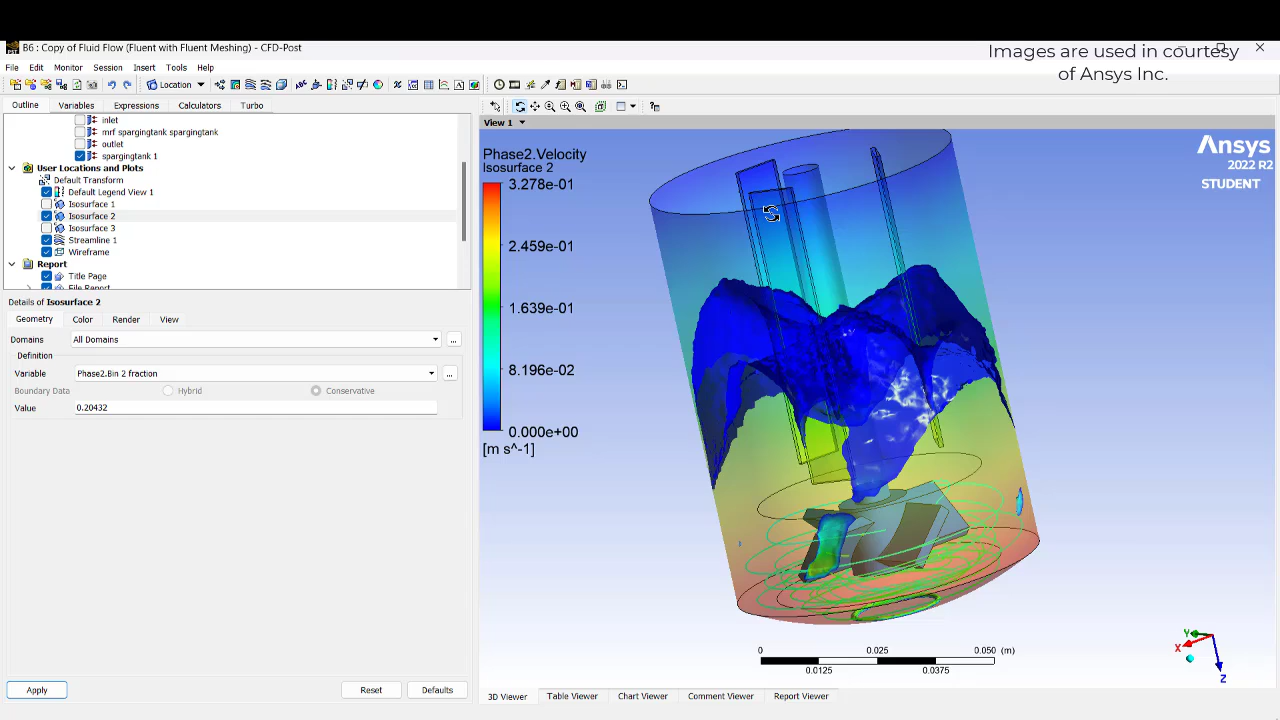 B6 : Copy of Fluid Flow (Fluent with Fluent Meshing) - CFD-Post
Images are used in courtesy
of Ansys Inc.
File Edit Monitor Session Insert Tools Help
Location
Outline Variables Expressions Calculators Turbo
inlet
mrf spargingtank spargingtank
outlet
spargingtank 1
User Locations and Plots
Default Transform
Default Legend View 1
Isosurface 1
Isosurface 2
Isosurface 3
Streamline 1
Wireframe
Report
Title Page
File Report
Details of Isosurface 2
Geometry Color Render View
Domains All Domains ...
Definition
Variable Phase2.Bin 2 fraction ...
Boundary Data Hybrid Conservative
Value 0.20432
Apply Reset Defaults
View 1
Phase2.Velocity
Isosurface 2
3.278e-01
2.459e-01
1.639e-01
8.196e-02
0.000e+00
[m s^-1]
Ansys
2022 R2
STUDENT
0 0.025 0.050 (m)
0.0125 0.0375
Y
X
Z
3D Viewer Table Viewer Chart Viewer Comment Viewer Report Viewer